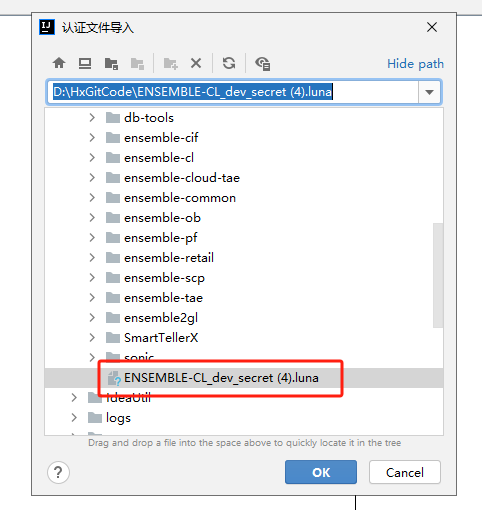 认证文件导入
Hide path
D:\HxGitCode\ENSEMBLE-CL_dev_secret (4).luna
db-tools
ensemble-cif
ensemble-cl
ensemble-cloud-tae
ensemble-common
ensemble-ob
ensemble-pf
ensemble-retail
ensemble-scp
ensemble-tae
ensemble2gl
SmartTellerX
sonic
ENSEMBLE-CL_dev_secret (4).luna
IdeaUtil
logs
Drag and drop a file into the space above to quickly locate it in the tree
?
OK
Cancel